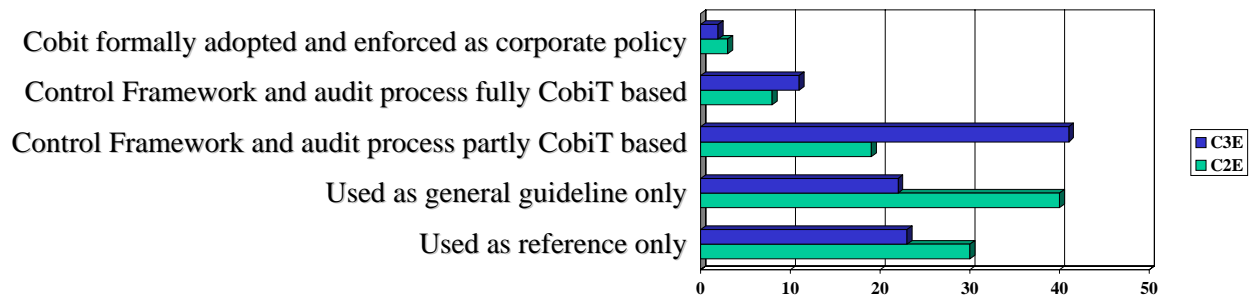 Cobit formally adopted and enforced as corporate policy
Control Framework and audit process fully CobiT based
Control Framework and audit process partly CobiT based
Used as general guideline only
Used as reference only
C3E
C2E
0 10 20 30 40 50